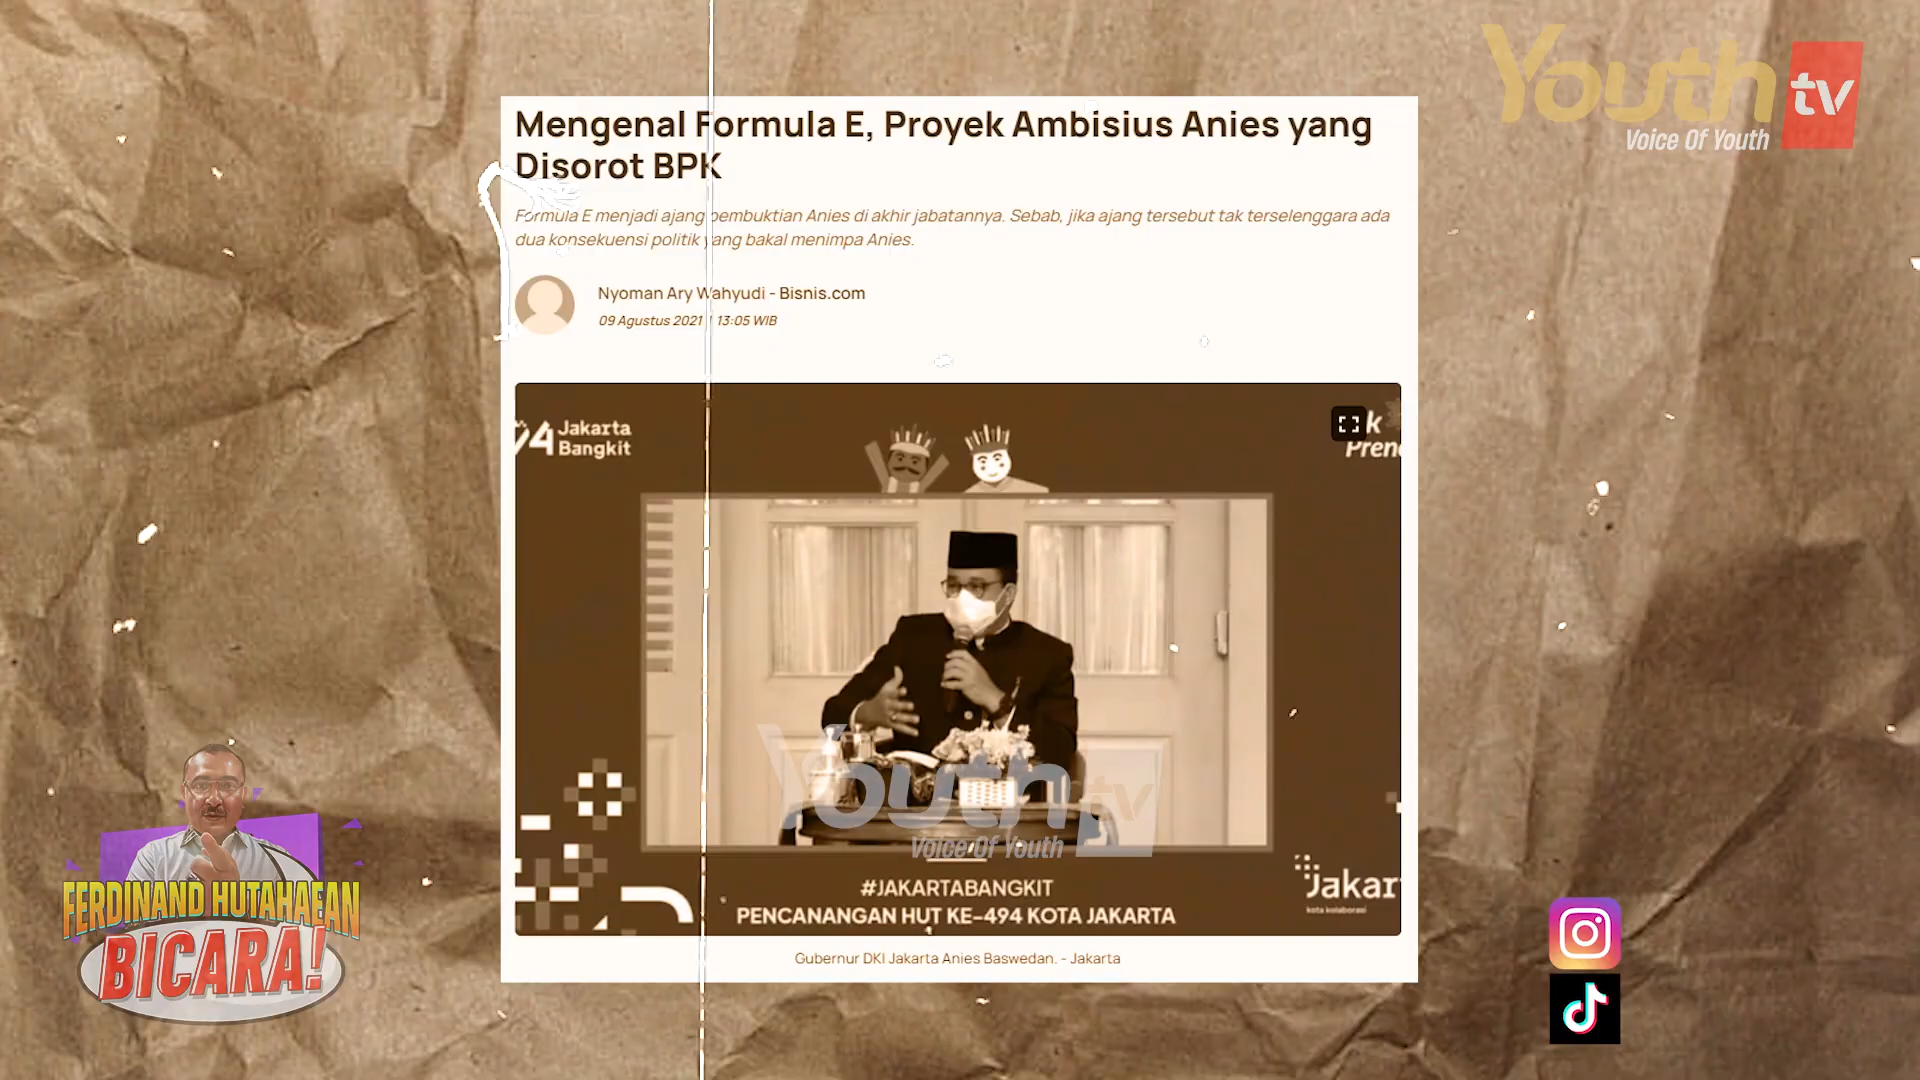 Youth tv
Voice Of Youth
Mengenal Formula E, Proyek Ambisius Anies yang
Disorot BPK
Formula E menjadi ajang pembuktian Anies di akhir jabatannya. Sebab, jika ajang tersebut tak terselenggara ada
dua konsekuensi politik yang bakal menimpa Anies.
Nyoman Ary Wahyudi - Bisnis.com
09 Agustus 2021 | 13:05 WIB
Jakarta
Bangkit
Youth tv
Voice Of Youth
#JAKARTABANGKIT
PENCANANGAN HUT KE-494 KOTA JAKARTA
Jakar
kota kolaborasi
Gubernur DKI Jakarta Anies Baswedan. - Jakarta
FERDINAND HUTAHAEAN
BICARA!